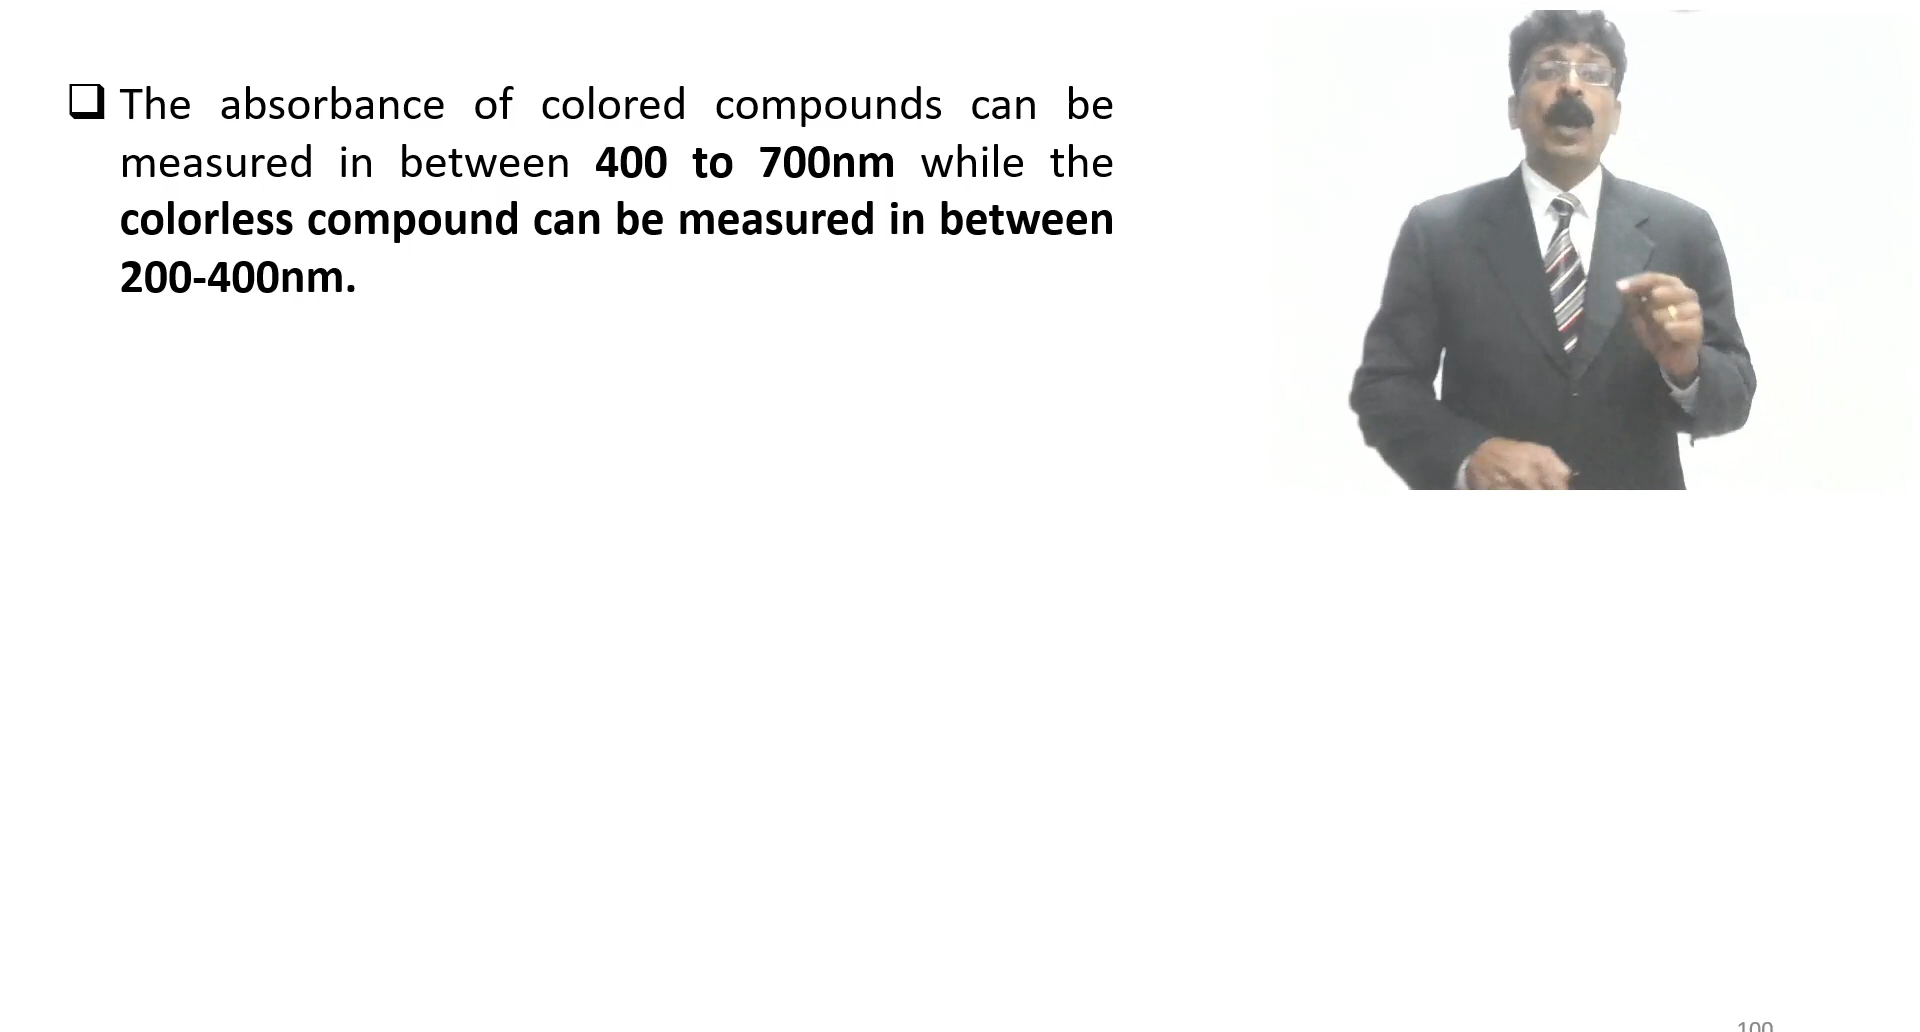 The absorbance of colored compounds can be
measured in between 400 to 700nm while the
colorless compound can be measured in between
200-400nm.
100